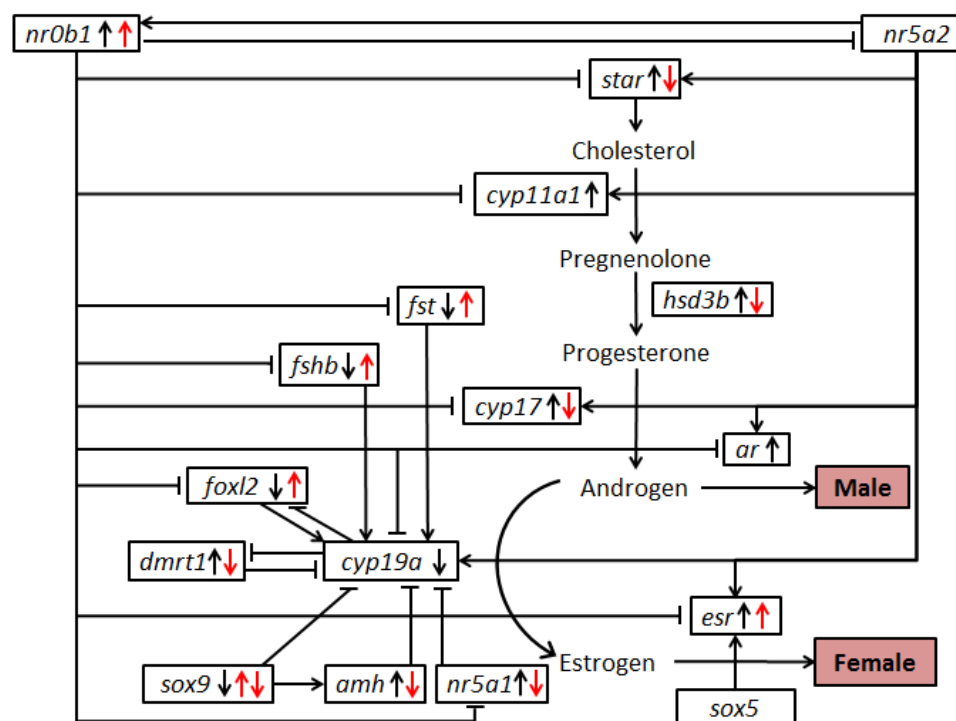 nr0b1 ↑ ↑ nr5a2
star ↑ ↓
Cholesterol
cyp11a1 ↑
Pregnenolone
fst ↓ ↑ hsd3b ↑ ↓
fshb ↓ ↑ Progesterone
cyp17 ↑ ↓
ar ↑
foxl2 ↓ ↑ Androgen Male
dmrt1 ↑ ↓ cyp19a ↓
esr ↑ ↑
Estrogen Female
sox9 ↓ ↑ ↓ amh ↑ ↓ nr5a1 ↑ ↓
sox5